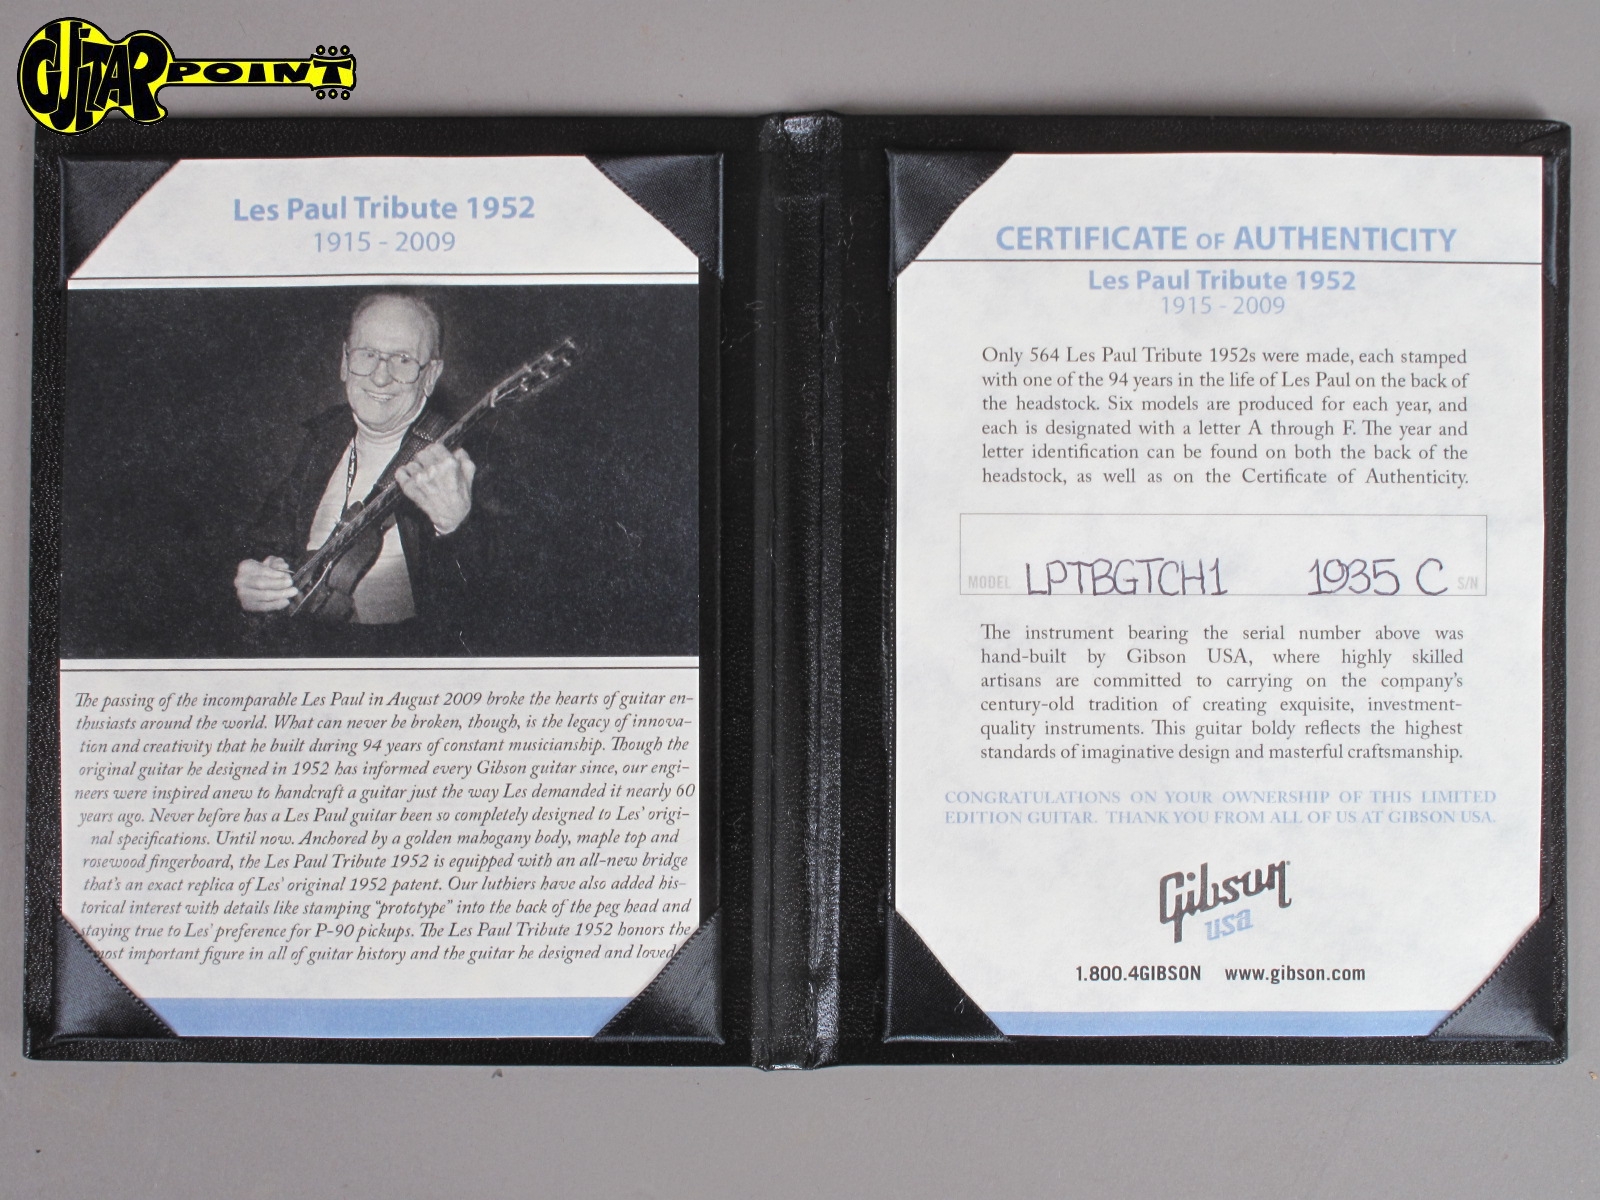 GUITAR POINT
Les Paul Tribute 1952
1915 - 2009
The passing of the incomparable Les Paul in August 2009 broke the hearts of guitar en-
thusiasts around the world. What can never be broken, though, is the legacy of innova-
tion and creativity that he built during 94 years of constant musicianship. Though the
original guitar he designed in 1952 has informed every Gibson guitar since, our engi-
neers were inspired anew to handcraft a guitar just the way Les demanded it nearly 60
years ago. Never before has a Les Paul guitar been so completely designed to Les' origi-
nal specifications. Until now. Anchored by a golden mahogany body, maple top and
rosewood fingerboard, the Les Paul Tribute 1952 is equipped with an all-new bridge
that's an exact replica of Les' original 1952 patent. Our luthiers have also added his-
torical interest with details like stamping "prototype" into the back of the peg head and
staying true to Les' preference for P-90 pickups. The Les Paul Tribute 1952 honors the
most important figure in all of guitar history and the guitar he designed and loved.
CERTIFICATE OF AUTHENTICITY
Les Paul Tribute 1952
1915 - 2009
Only 564 Les Paul Tribute 1952s were made, each stamped
with one of the 94 years in the life of Les Paul on the back of
the headstock. Six models are produced for each year, and
each is designated with a letter A through F. The year and
letter identification can be found on both the back of the
headstock, as well as on the Certificate of Authenticity.
MODEL LPTBGTCH1 1935 C S/N
The instrument bearing the serial number above was
hand-built by Gibson USA, where highly skilled
artisans are committed to carrying on the company's
century-old tradition of creating exquisite, investment-
quality instruments. This guitar boldy reflects the highest
standards of imaginative design and masterful craftsmanship.
CONGRATULATIONS ON YOUR OWNERSHIP OF THIS LIMITED
EDITION GUITAR. THANK YOU FROM ALL OF US AT GIBSON USA.
Gibson
usa
1.800.4GIBSON www.gibson.com